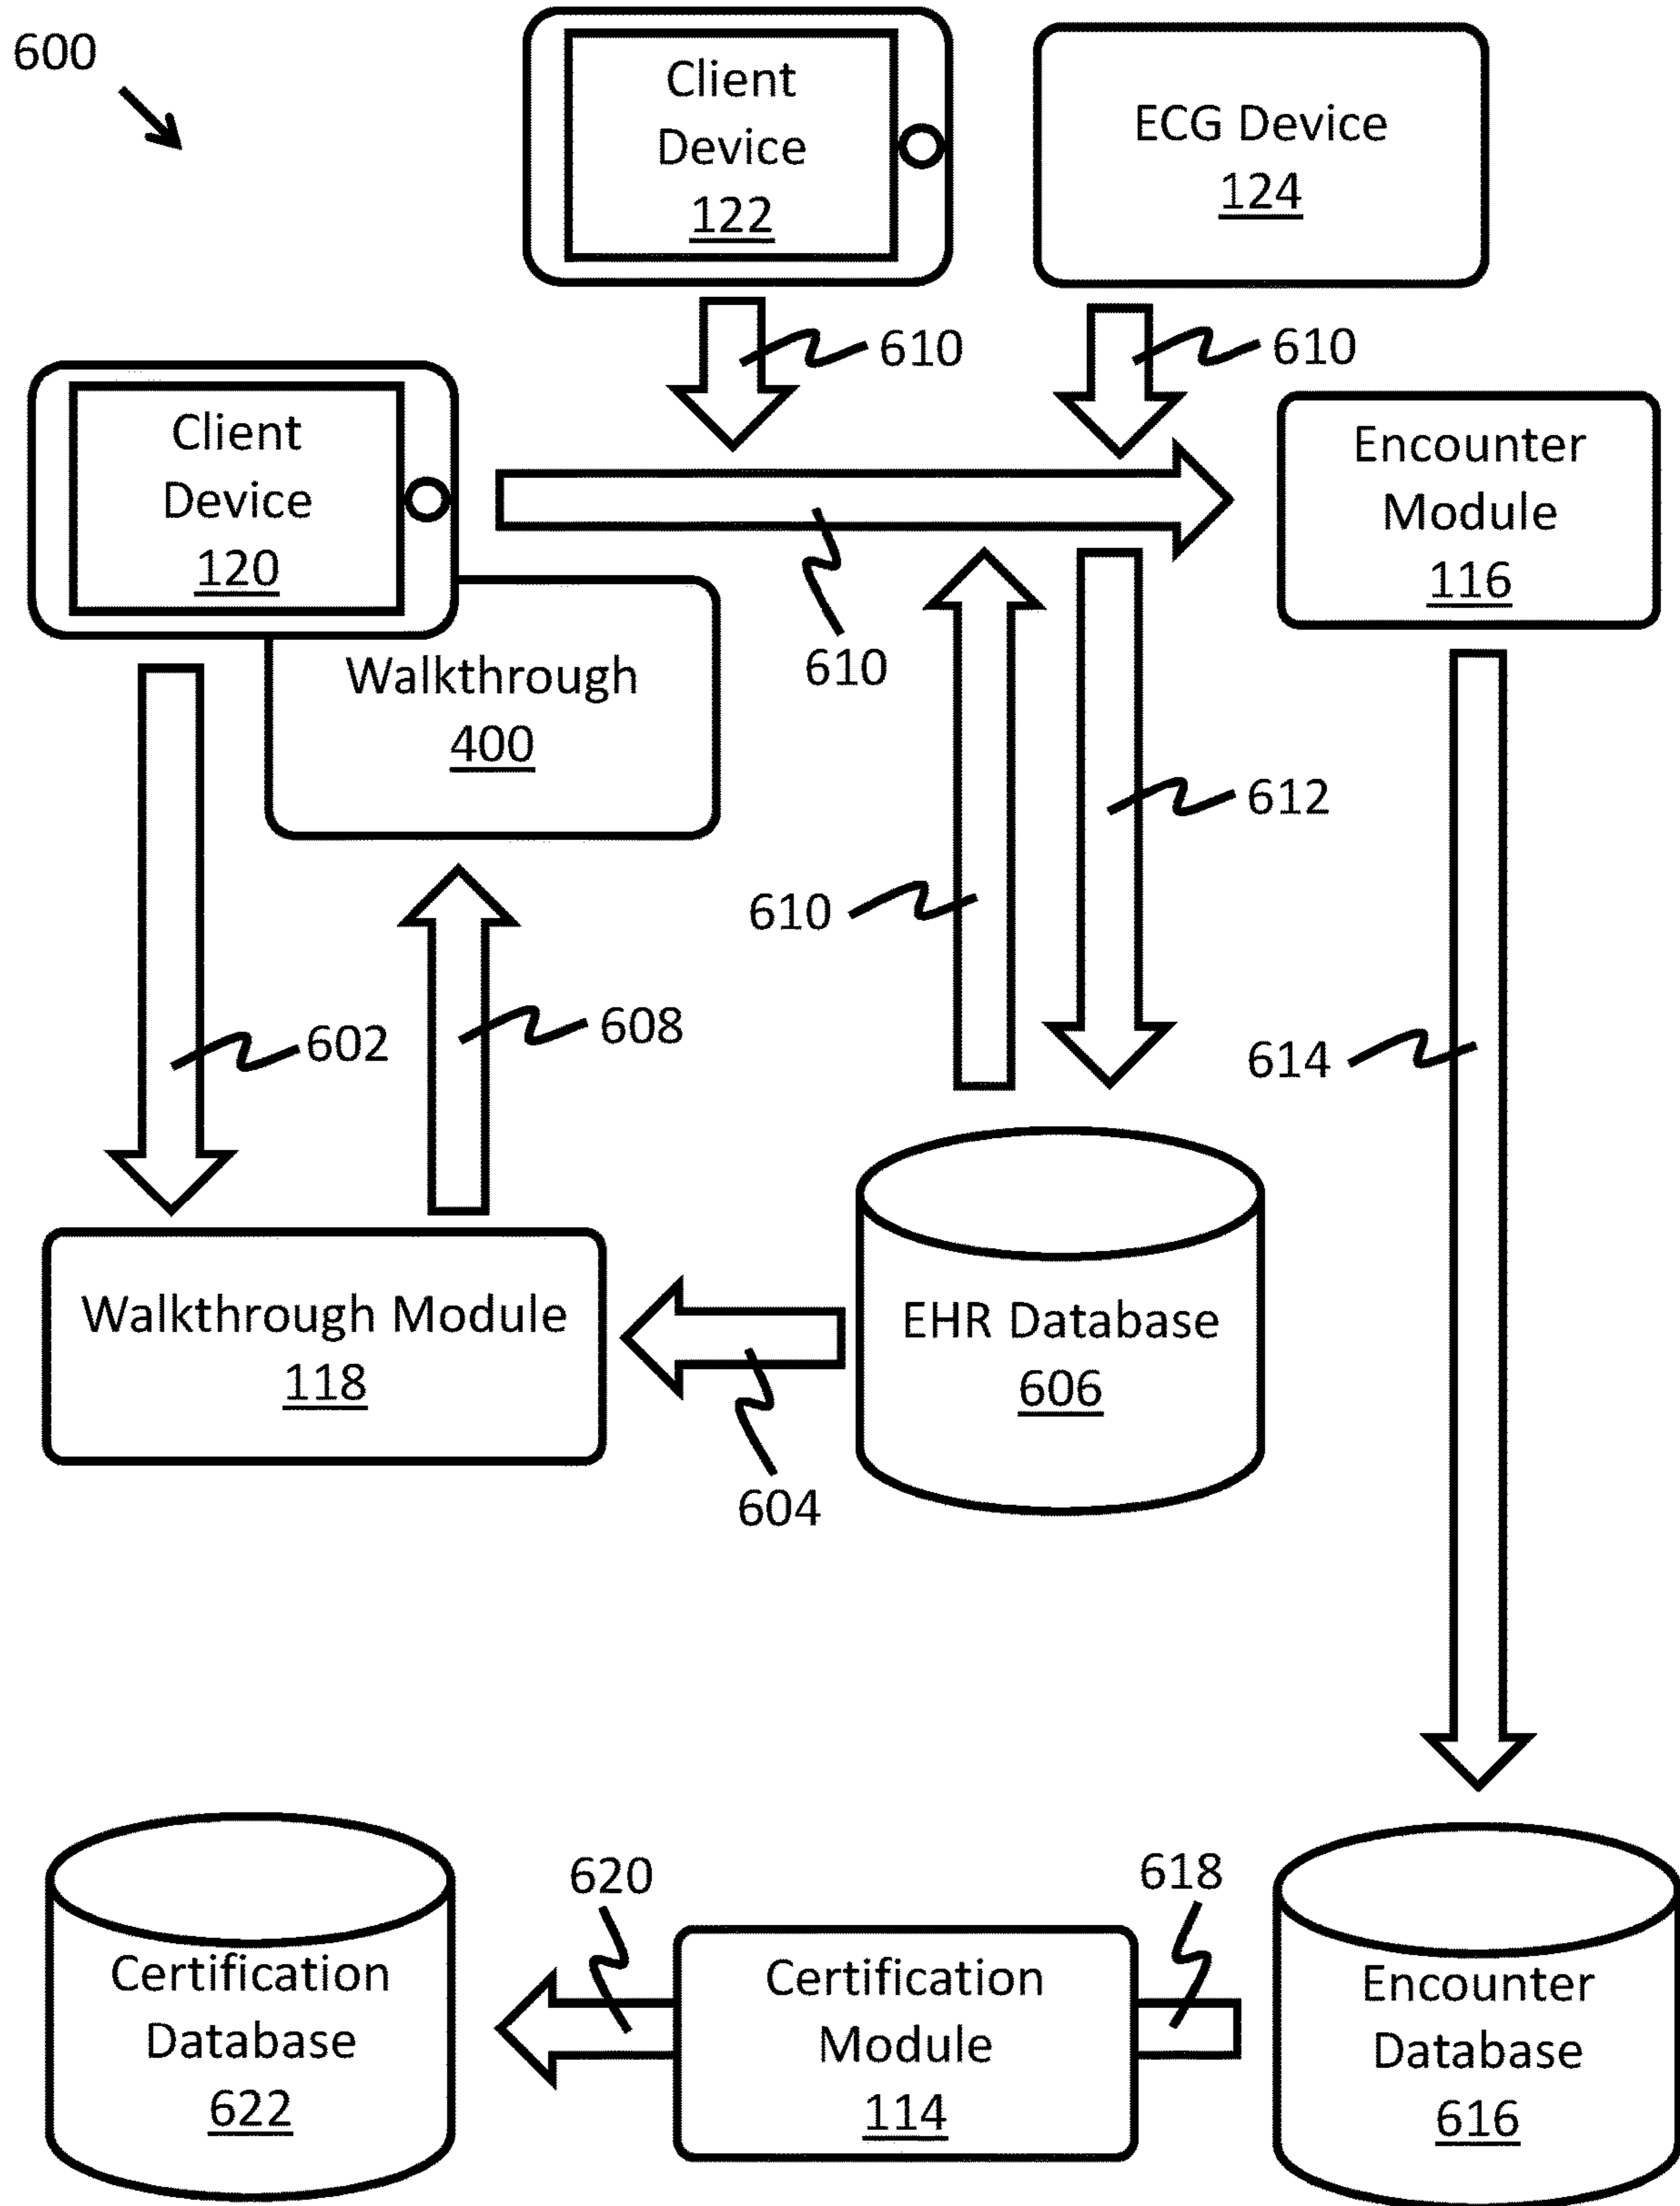 600
Client
Device
122
ECG Device
124
610
610
Client
Device
120
Encounter
Module
116
610
Walkthrough
400
612
610
602
608
614
Walkthrough Module
118
EHR Database
606
604
Certification
Database
622
620
Certification
Module
114
618
Encounter
Database
616